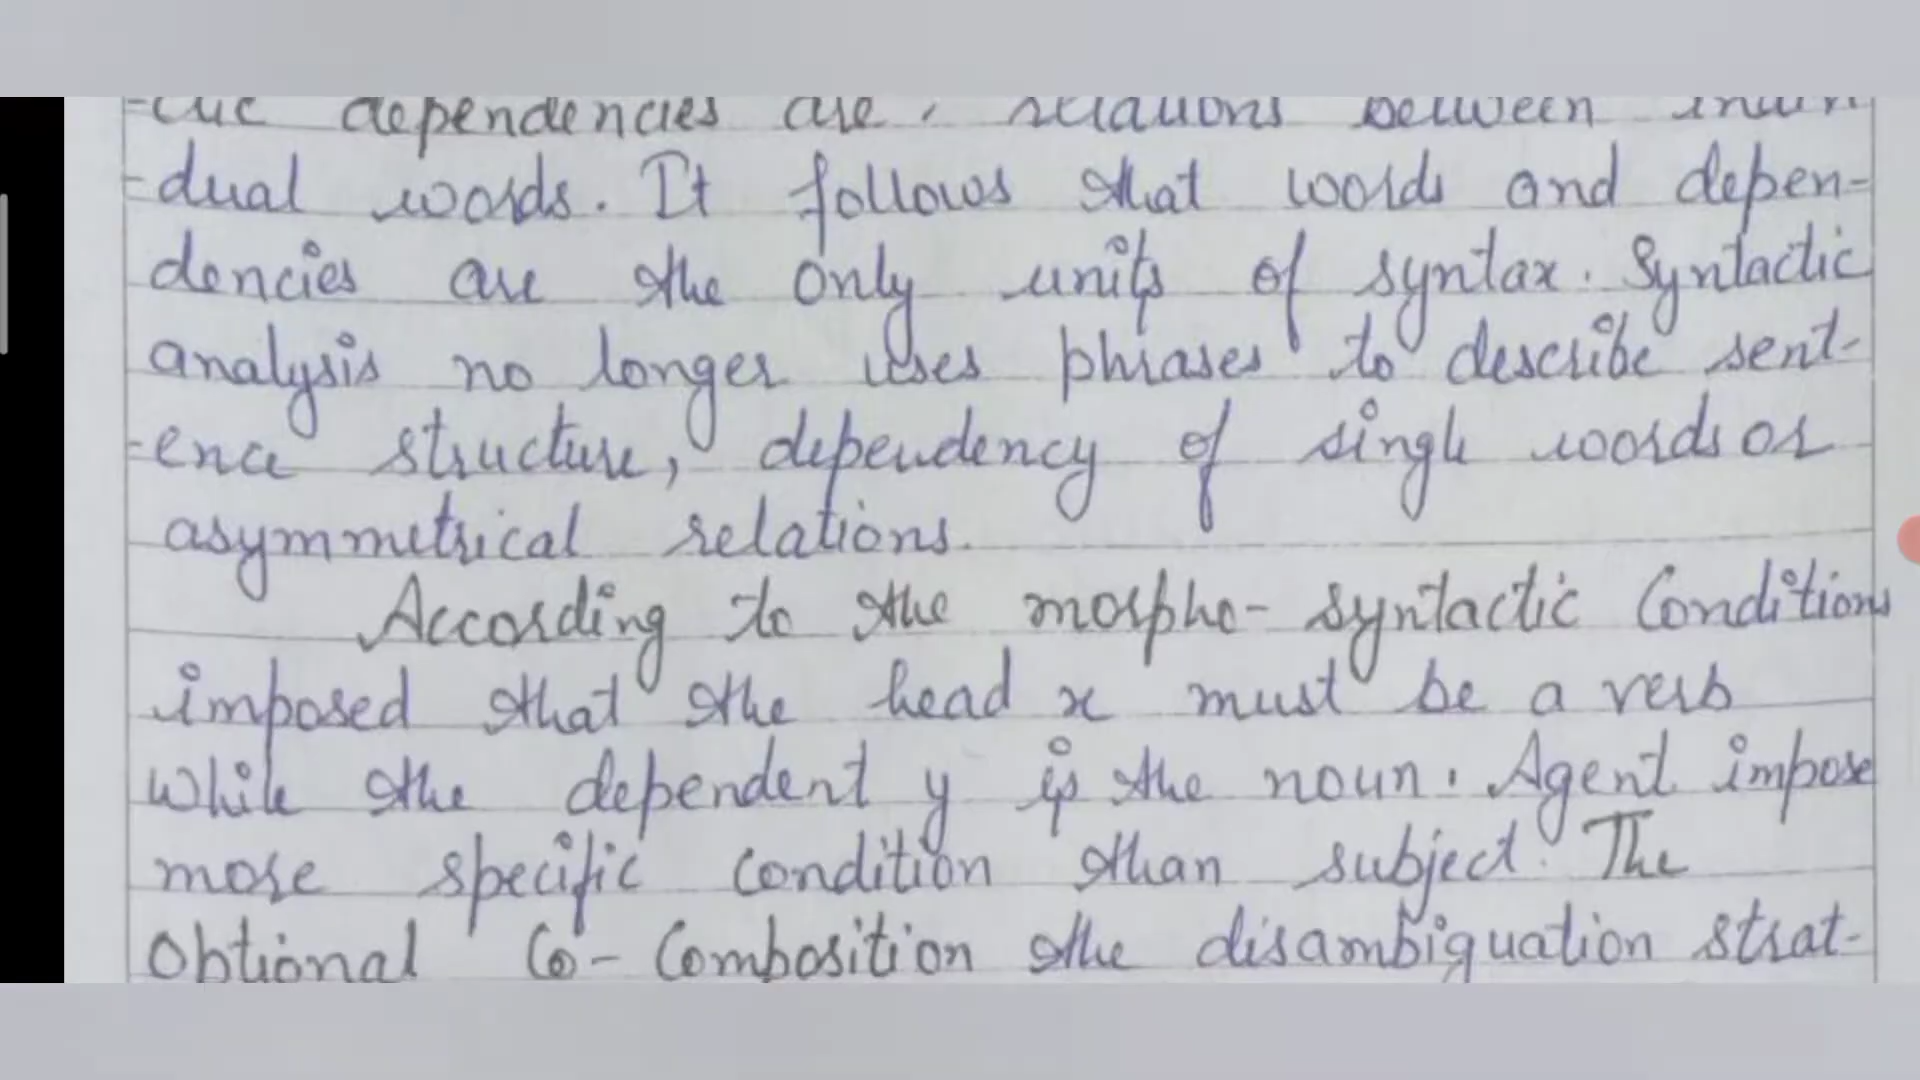 -tic dependencies are, relations between indivi
-dual words. It follows that words and depen-
dencies are the only units of syntax. Syntactic
analysis no longer uses phrases to describe sent-
-ence structure, dependency of single words or
asymmetrical relations.
According to the morpho-syntactic Conditions
imposed that the head x must be a verb
while the dependent y is the noun. Agent impose
more specific condition than subject. The
Optional Co-Composition the disambiguation strat-